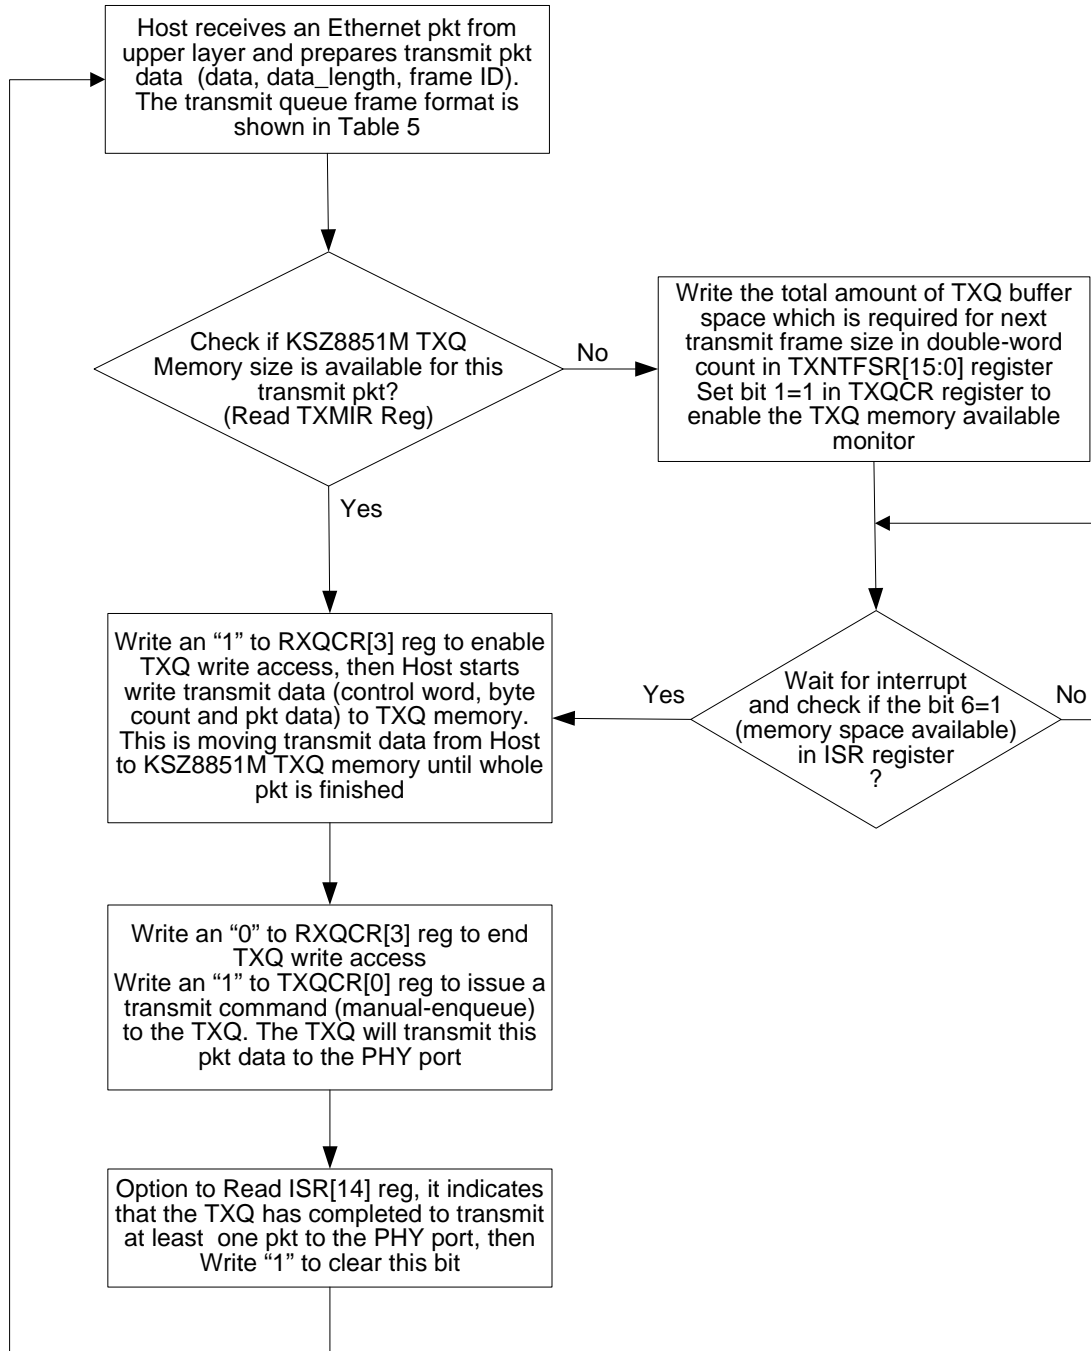 Host receives an Ethernet pkt from
upper layer and prepares transmit pkt
data  (data, data_length, frame ID).
The transmit queue frame format is
shown in Table 5
Check if KSZ8851M TXQ
Memory size is available for this
transmit pkt?
(Read TXMIR Reg)
No
Write the total amount of TXQ buffer
space which is required for next
transmit frame size in double-word
count in TXNTFSR[15:0] register
Set bit 1=1 in TXQCR register to
enable the TXQ memory available
monitor
Yes
Write an “1” to RXQCR[3] reg to enable
TXQ write access, then Host starts
write transmit data (control word, byte
count and pkt data) to TXQ memory.
This is moving transmit data from Host
to KSZ8851M TXQ memory until whole
pkt is finished
Yes
Wait for interrupt
and check if the bit 6=1
(memory space available)
in ISR register
?
No
Write an “0” to RXQCR[3] reg to end
TXQ write access
Write an “1” to TXQCR[0] reg to issue a
transmit command (manual-enqueue)
to the TXQ. The TXQ will transmit this
pkt data to the PHY port
Option to Read ISR[14] reg, it indicates
that the TXQ has completed to transmit
at least  one pkt to the PHY port, then
Write “1” to clear this bit